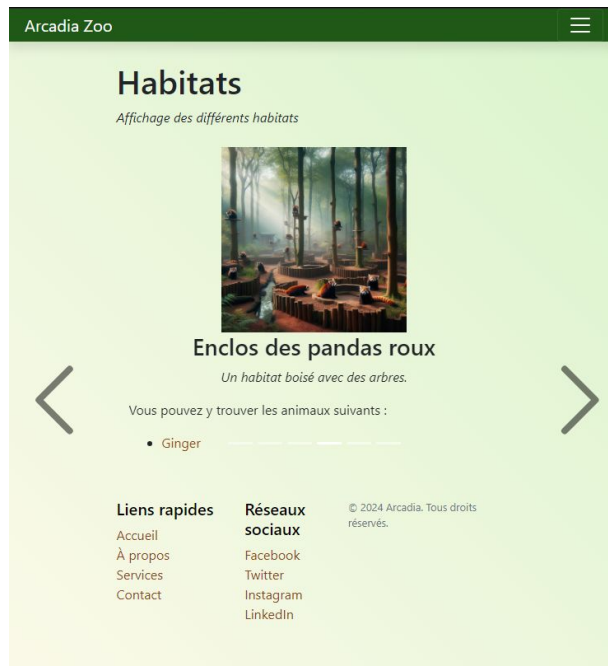 Arcadia Zoo
Habitats
Affichage des différents habitats
Enclos des pandas roux
Un habitat boisé avec des arbres.
Vous pouvez y trouver les animaux suivants :
• Ginger
Liens rapides
Accueil
À propos
Services
Contact
Réseaux
sociaux
Facebook
Twitter
Instagram
LinkedIn
© 2024 Arcadia. Tous droits
réservés.